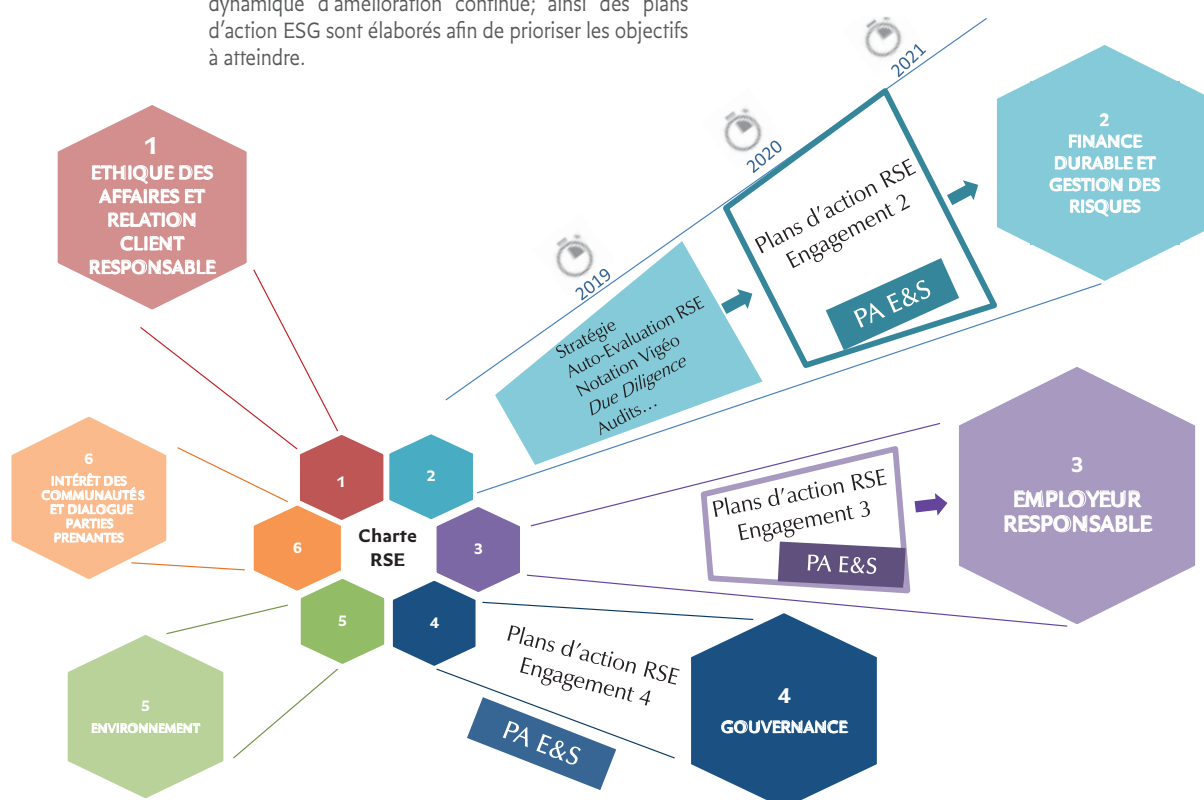 dynamique d'amélioration continue; ainsi des plans
d'action ESG sont élaborés afin de prioriser les objectifs
à atteindre.
1
ETHIQUE DES
AFFAIRES ET
RELATION
CLIENT
RESPONSABLE
2019
2020
2021
Stratégie
Auto-Evaluation RSE
Notation Vigéo
Due Diligence
Audits…
Plans d'action RSE
Engagement 2
PA E&S
2
FINANCE
DURABLE ET
GESTION DES
RISQUES
6
INTÉRÊT DES
COMMUNAUTÉS
ET DIALOGUE
PARTIES
PRENANTES
1
2
6
Charte
RSE
3
5
4
Plans d'action RSE
Engagement 3
PA E&S
3
EMPLOYEUR
RESPONSABLE
5
ENVIRONNEMENT
Plans d'action RSE
Engagement 4
PA E&S
4
GOUVERNANCE